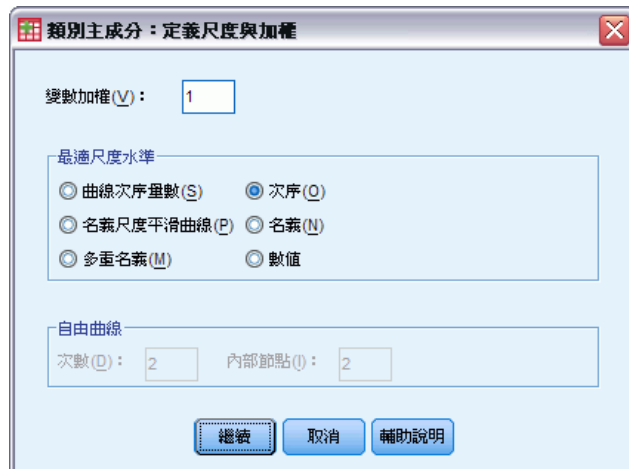 類別主成分：定義尺度與加權
變數加權(V)： 1
最適尺度水準
曲線次序量數(S) 次序(O)
名義尺度平滑曲線(P) 名義(N)
多重名義(M) 數值
自由曲線
次數(D)： 2 內部節點(I)： 2
繼續 取消 輔助說明